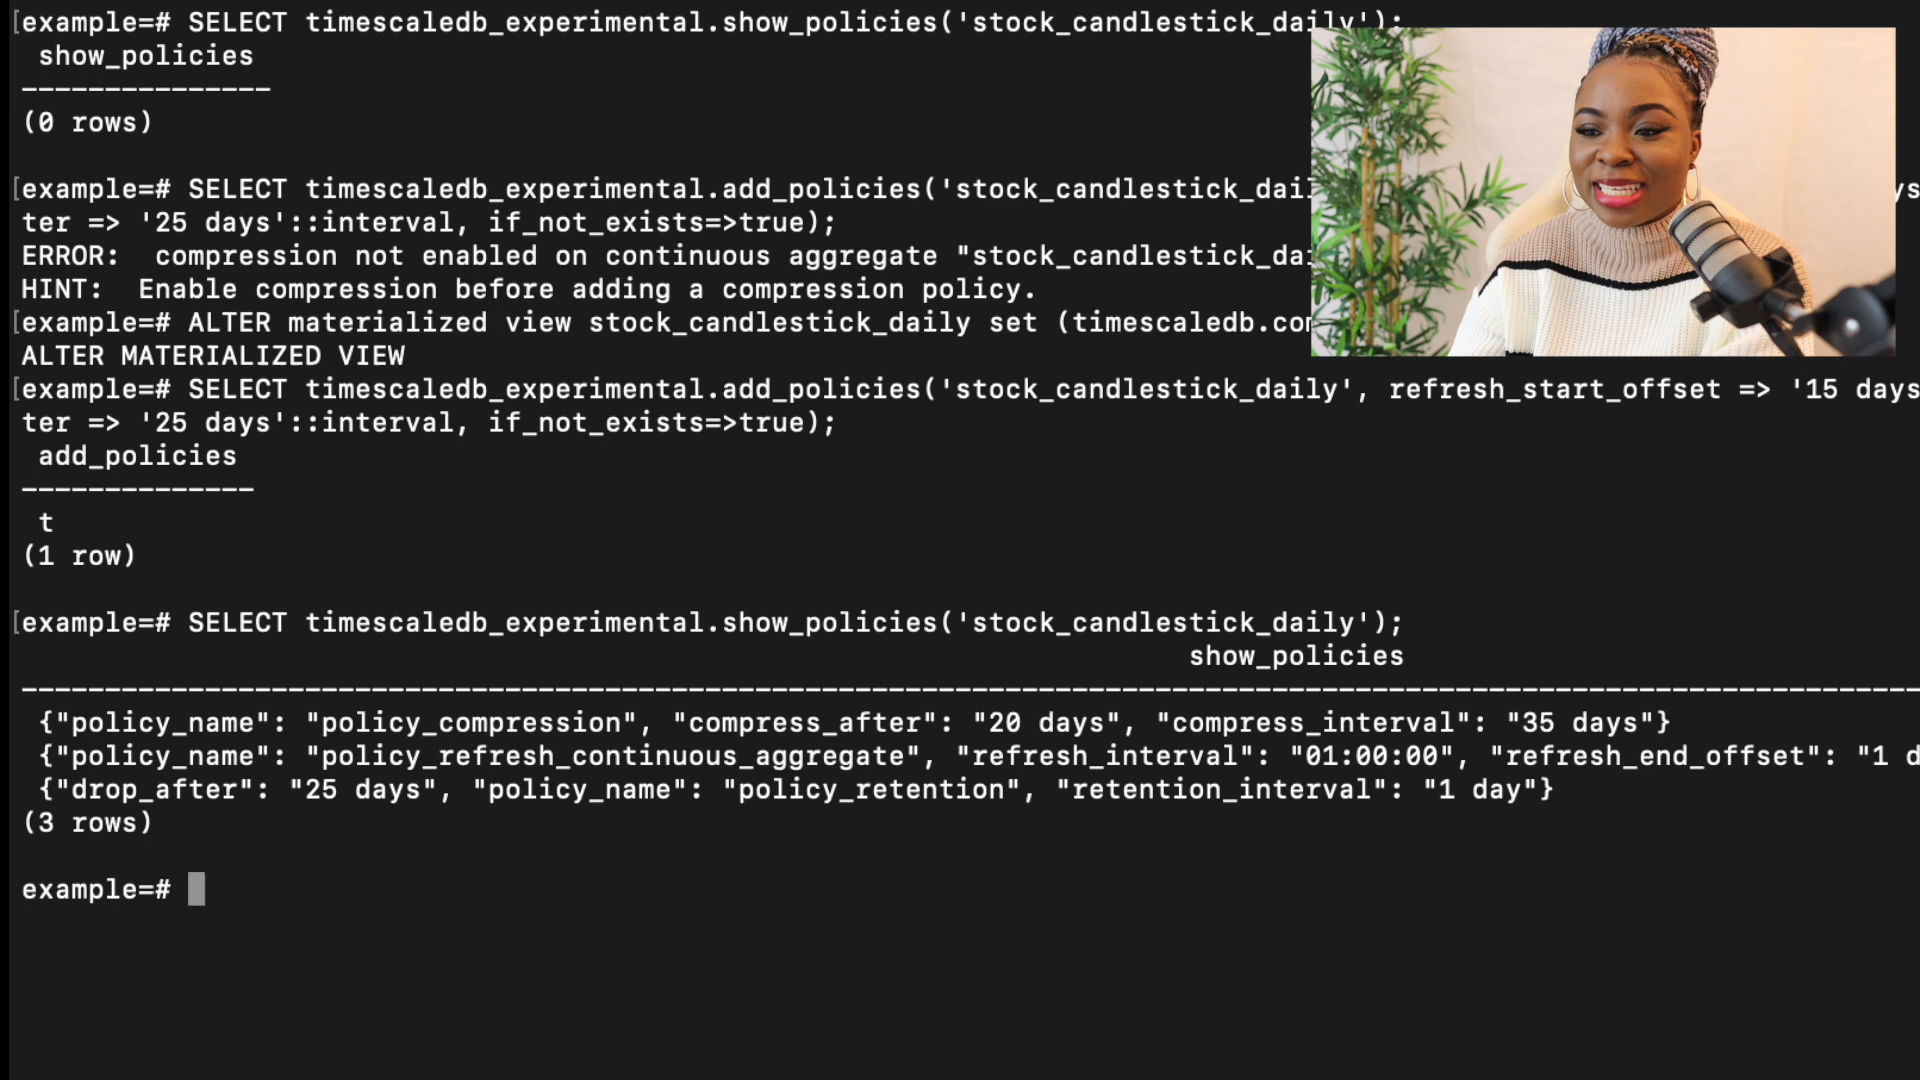 [example=# SELECT timescaledb_experimental.show_policies('stock_candlestick_daily');
show_policies
---------------
(0 rows)
[example=# SELECT timescaledb_experimental.add_policies('stock_candlestick_dail
ter => '25 days'::interval, if_not_exists=>true);
ERROR:  compression not enabled on continuous aggregate "stock_candlestick_dai
HINT:  Enable compression before adding a compression policy.
[example=# ALTER materialized view stock_candlestick_daily set (timescaledb.com
ALTER MATERIALIZED VIEW
[example=# SELECT timescaledb_experimental.add_policies('stock_candlestick_daily', refresh_start_offset => '15 days
ter => '25 days'::interval, if_not_exists=>true);
add_policies
--------------
t
(1 row)
[example=# SELECT timescaledb_experimental.show_policies('stock_candlestick_daily');
show_policies
{"policy_name": "policy_compression", "compress_after": "20 days", "compress_interval": "35 days"}
{"policy_name": "policy_refresh_continuous_aggregate", "refresh_interval": "01:00:00", "refresh_end_offset": "1 d
{"drop_after": "25 days", "policy_name": "policy_retention", "retention_interval": "1 day"}
(3 rows)
example=#